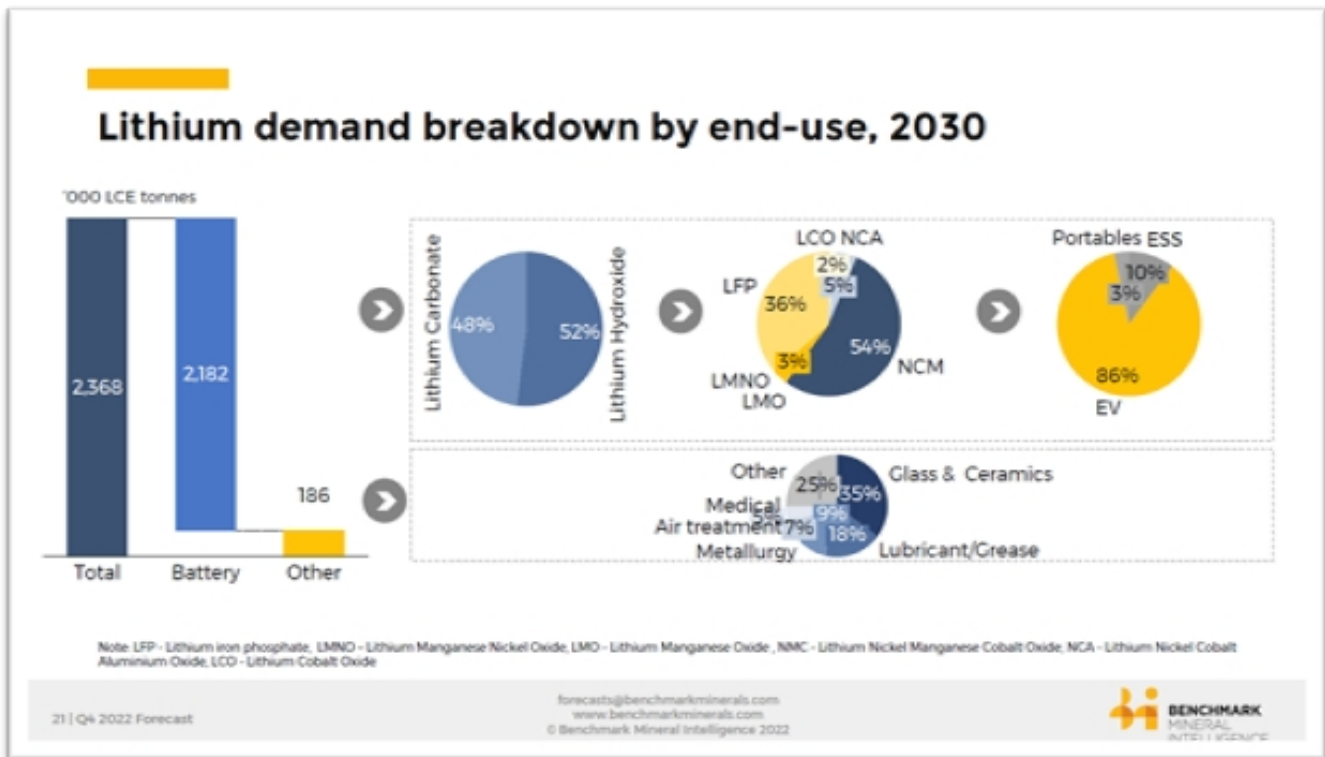 Lithium demand breakdown by end-use, 2030
'000 LCE tonnes
2,368
2,182
186
Total
Battery
Other
Lithium Carbonate
48%
52%
Lithium Hydroxide
LCO NCA
2%
5%
LFP
36%
54%
NCM
3%
LMNO
LMO
Portables ESS
10%
3%
86%
EV
Other
25%
35%
Glass & Ceramics
Medical
5%
9%
Air treatment
7%
18%
Metallurgy
Lubricant/Grease
Note: LFP - Lithium iron phosphate, LMNO - Lithium Manganese Nickel Oxide, LMO - Lithium Manganese Oxide , NMC - Lithium Nickel Manganese Cobalt Oxide, NCA - Lithium Nickel Cobalt
Aluminium Oxide, LCO - Lithium Cobalt Oxide
21 | Q4 2022 Forecast
forecasts@benchmarkminerals.com
www.benchmarkminerals.com
© Benchmark Mineral Intelligence 2022
BENCHMARK
MINERAL
INTELLIGENCE